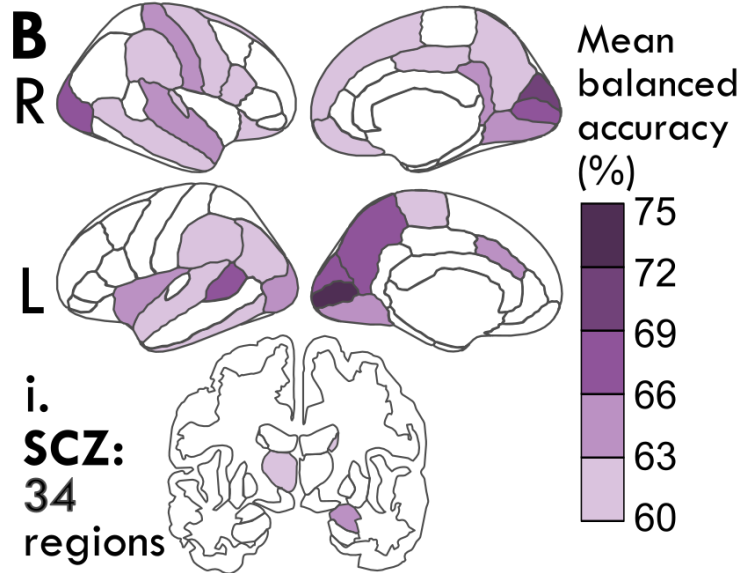 B
R
L
i.
SCZ:
34
regions
Mean
balanced
accuracy
(%)
75
72
69
66
63
60